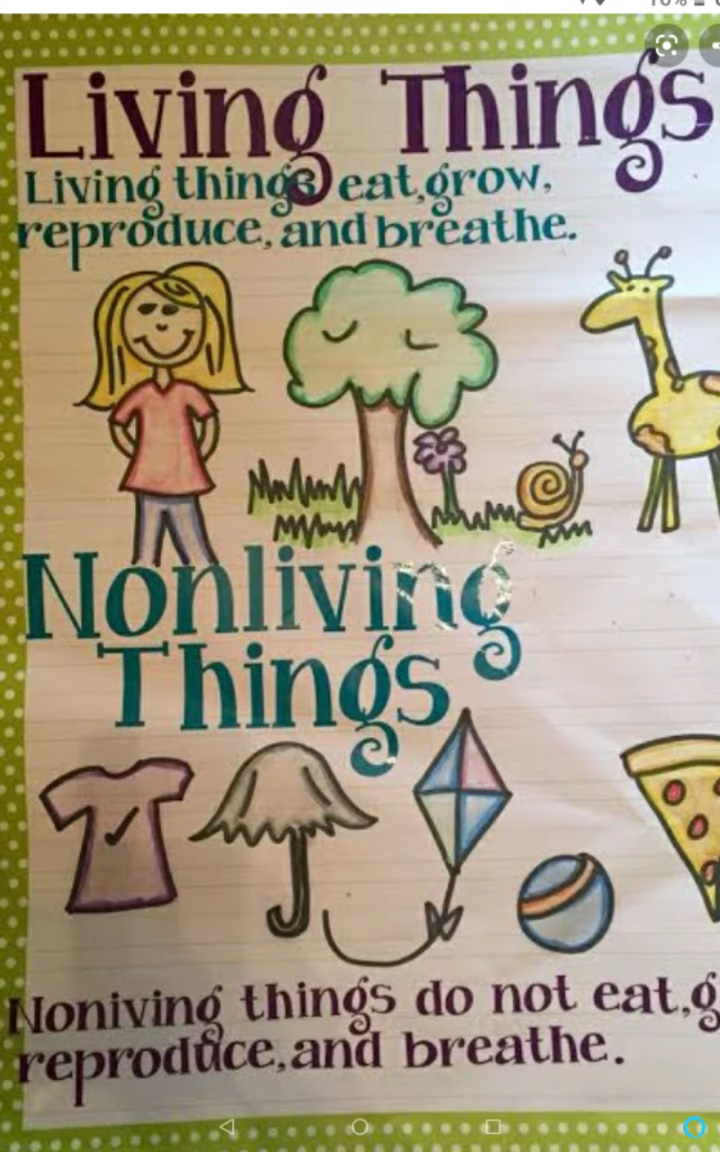 Living Things
Living things eat,grow,
reproduce, and breathe.
Nonliving
Things
Noniving things do not eat,g
reproduce,and breathe.